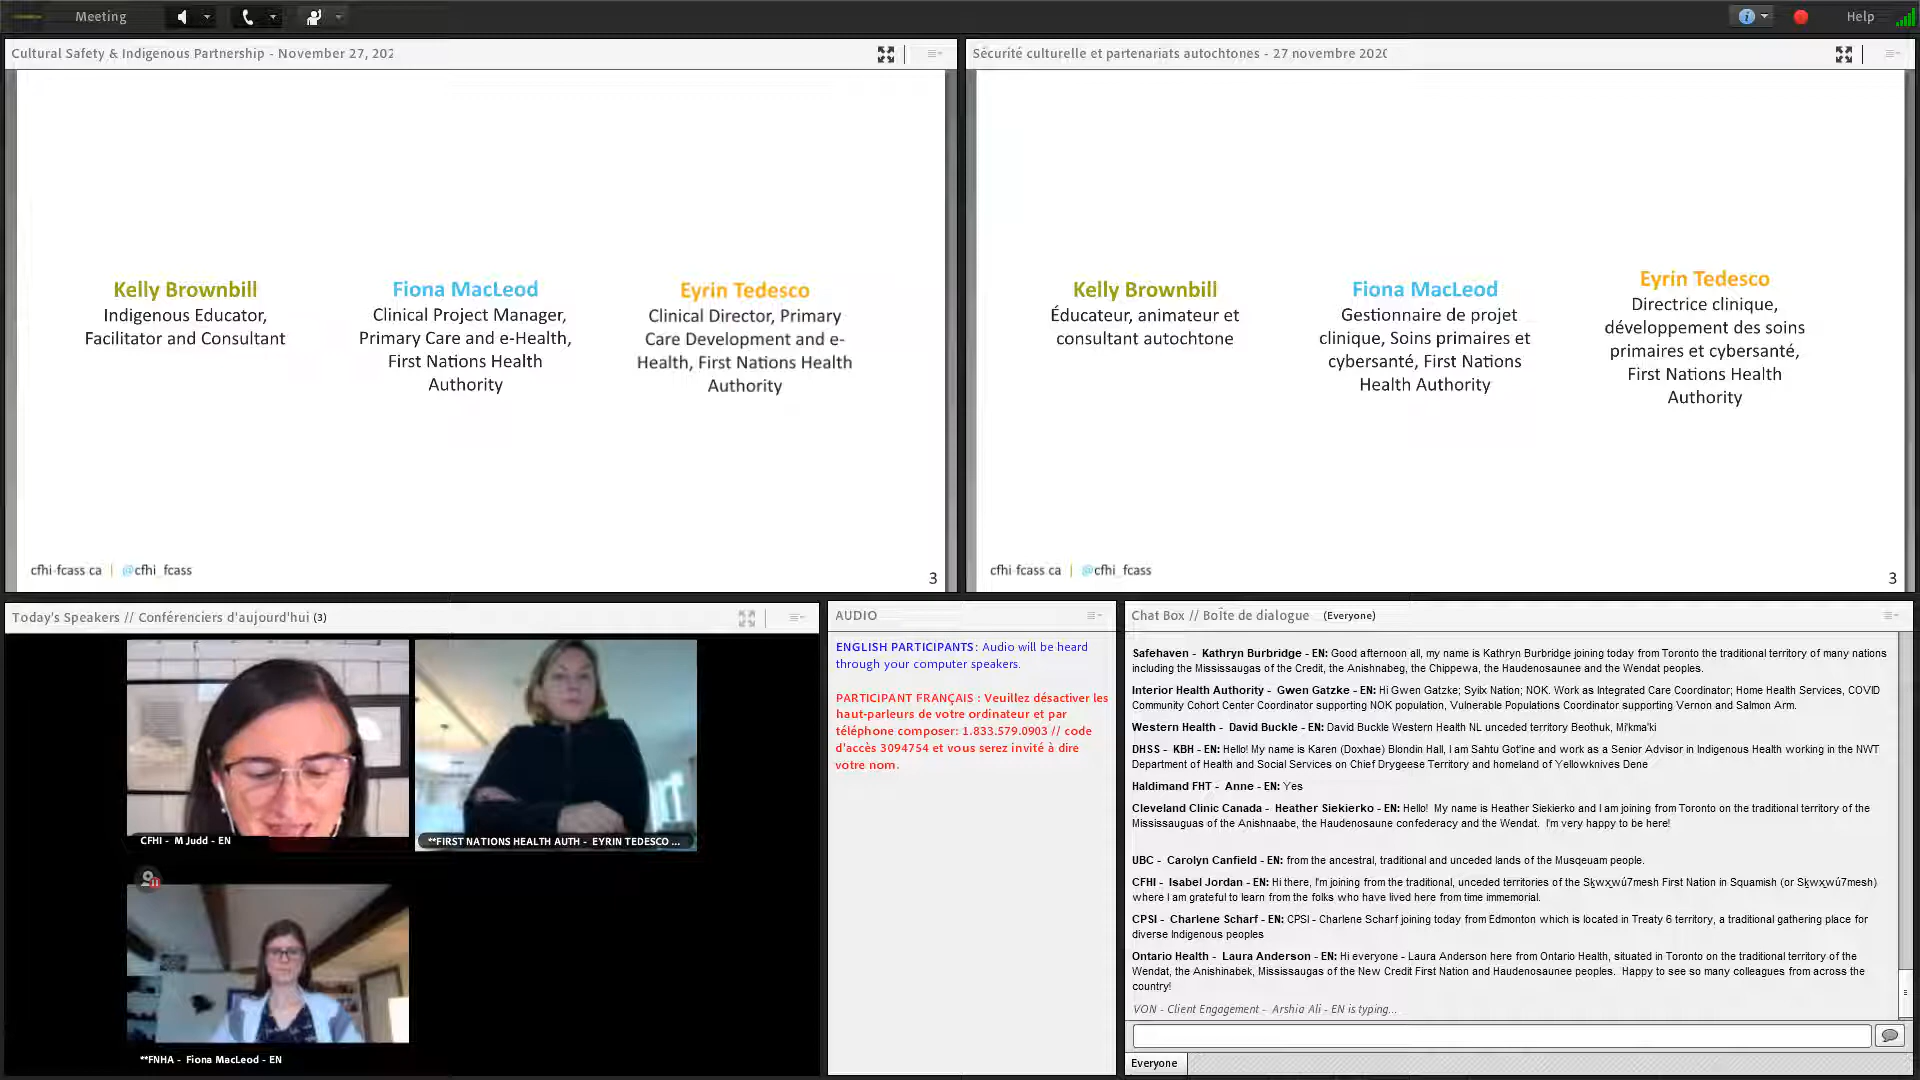 Meeting
Help
Cultural Safety & Indigenous Partnership - November 27, 202
Kelly Brownbill
Indigenous Educator,
Facilitator and Consultant
Fiona MacLeod
Clinical Project Manager,
Primary Care and e-Health,
First Nations Health
Authority
Eyrin Tedesco
Clinical Director, Primary
Care Development and e-
Health, First Nations Health
Authority
cfhi-fcass ca | @cfhi_fcass
3
Sécurité culturelle et partenariats autochtones - 27 novembre 2020
Kelly Brownbill
Éducateur, animateur et
consultant autochtone
Fiona MacLeod
Gestionnaire de projet
clinique, Soins primaires et
cybersanté, First Nations
Health Authority
Eyrin Tedesco
Directrice clinique,
développement des soins
primaires et cybersanté,
First Nations Health
Authority
cfhi fcass ca | @cfhi_fcass
3
Today's Speakers // Conférenciers d'aujourd'hui (3)
CFHI - M Judd - EN
**FIRST NATIONS HEALTH AUTH - EYRIN TEDESCO ...
**FNHA - Fiona MacLeod - EN
AUDIO
ENGLISH PARTICIPANTS: Audio will be heard
through your computer speakers.
PARTICIPANT FRANÇAIS : Veuillez désactiver les
haut-parleurs de votre ordinateur et par
téléphone composer: 1.833.579.0903 // code
d'accès 3094754 et vous serez invité à dire
votre nom.
Chat Box // Boîte de dialogue (Everyone)
Safehaven - Kathryn Burbridge - EN: Good afternoon all, my name is Kathryn Burbridge joining today from Toronto the traditional territory of many nations
including the Mississaugas of the Credit, the Anishnabeg, the Chippewa, the Haudenosaunee and the Wendat peoples.
Interior Health Authority - Gwen Gatzke - EN: Hi Gwen Gatzke; Syilx Nation; NOK. Work as Integrated Care Coordinator; Home Health Services, COVID
Community Cohort Center Coordinator supporting NOK population, Vulnerable Populations Coordinator supporting Vernon and Salmon Arm.
Western Health - David Buckle - EN: David Buckle Western Health NL unceded territory Beothuk, Mi'kma'ki
DHSS - KBH - EN: Hello! My name is Karen (Doxhae) Blondin Hall, I am Sahtu Got'ine and work as a Senior Advisor in Indigenous Health working in the NWT
Department of Health and Social Services on Chief Drygeese Territory and homeland of Yellowknives Dene
Haldimand FHT - Anne - EN: Yes
Cleveland Clinic Canada - Heather Siekierko - EN: Hello! My name is Heather Siekierko and I am joining from Toronto on the traditional territory of the
Mississauguas of the Anishnaabe, the Haudenosaune confederacy and the Wendat. I'm very happy to be here!
UBC - Carolyn Canfield - EN: from the ancestral, traditional and unceded lands of the Musqeuam people.
CFHI - Isabel Jordan - EN: Hi there, I'm joining from the traditional, unceded territories of the Sḵwx̱wú7mesh First Nation in Squamish (or Sḵwx̱wú7mesh)
where I am grateful to learn from the folks who have lived here from time immemorial.
CPSI - Charlene Scharf - EN: CPSI - Charlene Scharf joining today from Edmonton which is located in Treaty 6 territory, a traditional gathering place for
diverse Indigenous peoples
Ontario Health - Laura Anderson - EN: Hi everyone - Laura Anderson here from Ontario Health, situated in Toronto on the traditional territory of the
Wendat, the Anishinabek, Mississaugas of the New Credit First Nation and Haudenosaunee peoples. Happy to see so many colleagues from across the
country!
VON - Client Engagement - Arshia Ali - EN is typing...
Everyone